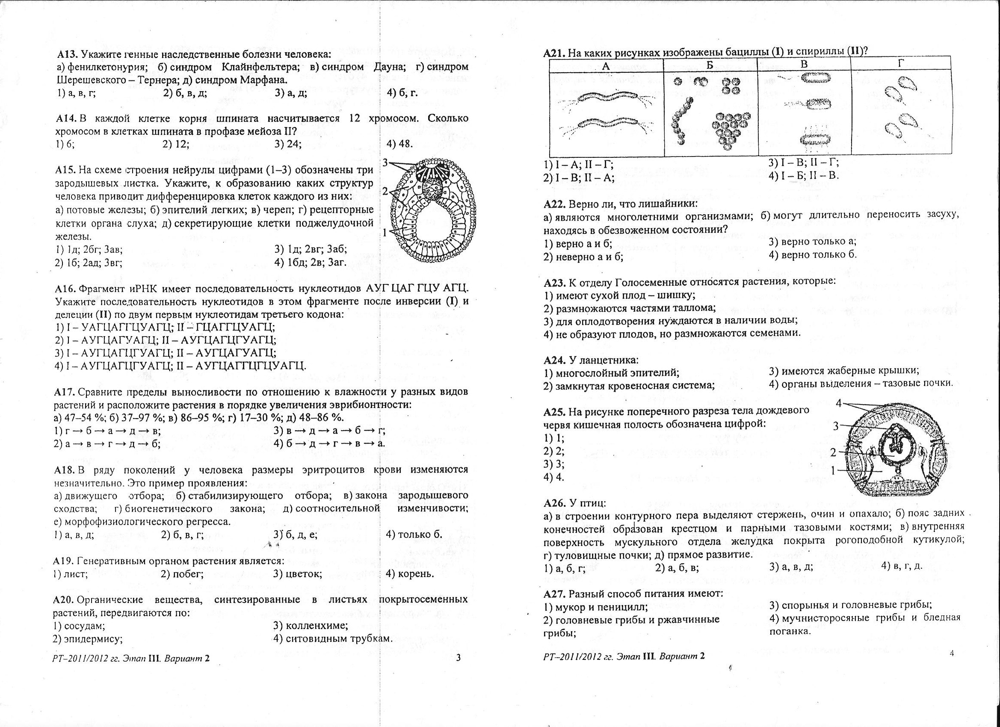 А13. Укажите генные наследственные болезни человека:
а) фенилкетонурия; б) синдром Клайнфельтера; в) синдром Дауна; г) синдром
Шерешевского – Тернера; д) синдром Марфана.
1) а, в, г; 2) б, в, д; 3) а, д; 4) б, г.
А14. В каждой клетке корня шпината насчитывается 12 хромосом. Сколько
хромосом в клетках шпината в профазе мейоза II?
1) 6; 2) 12; 3) 24; 4) 48.
А15. На схеме строения нейрулы цифрами (1–3) обозначены три
зародышевых листка. Укажите, к образованию каких структур
человека приводит дифференцировка клеток каждого из них:
а) потовые железы; б) эпителий легких; в) череп; г) рецепторные
клетки органа слуха; д) секретирующие клетки поджелудочной
железы.
1) 1д; 2бг; 3ав; 3) 1д; 2вг; 3аб;
2) 1б; 2ад; 3вг; 4) 1бд; 2в; 3аг.
3
2
1
А16. Фрагмент иРНК имеет последовательность нуклеотидов АУГ ЦАГ ГЦУ АГЦ.
Укажите последовательность нуклеотидов в этом фрагменте после инверсии (I) и
делеции (II) по двум первым нуклеотидам третьего кодона:
1) I – УАГЦАГГЦУАГЦ; II – ГЦАГГЦУАГЦ;
2) I – АУГЦАГУАГЦ; II – АУГЦАГЦГУАГЦ;
3) I – АУГЦАГЦГУАГЦ; II – АУГЦАГУАГЦ;
4) I – АУГЦАГЦГУАГЦ; II – АУГЦАГГЦГЦУАГЦ.
А17. Сравните пределы выносливости по отношению к влажности у разных видов
растений и расположите растения в порядке увеличения эврибионтности:
а) 47–54 %; б) 37–97 %; в) 86–95 %; г) 17–30 %; д) 48–86 %.
1) г → б → а → д → в; 3) в → д → а → б → г;
2) а → в → г → д → б; 4) б → д → г → в → а.
А18. В ряду поколений у человека размеры эритроцитов крови изменяются
незначительно. Это пример проявления:
а) движущего отбора; б) стабилизирующего отбора; в) закона зародышевого
сходства; г) биогенетического закона; д) соотносительной изменчивости;
е) морфофизиологического регресса.
1) а, в, д; 2) б, в, г; 3) б, д, е; 4) только б.
А19. Генеративным органом растения является:
1) лист; 2) побег; 3) цветок; 4) корень.
А20. Органические вещества, синтезированные в листьях покрытосеменных
растений, передвигаются по:
1) сосудам; 3) колленхиме;
2) эпидермису; 4) ситовидным трубкам.
РТ–2011/2012 гг. Этап III. Вариант 2 3
А21. На каких рисунках изображены бациллы (I) и спириллы (II)?
А Б В Г
1) I – А; II – Г; 3) I – В; II – Г;
2) I – В; II – А; 4) I – Б; II – В.
А22. Верно ли, что лишайники:
а) являются многолетними организмами; б) могут длительно переносить засуху,
находясь в обезвоженном состоянии?
1) верно а и б; 3) верно только а;
2) неверно а и б; 4) верно только б.
А23. К отделу Голосеменные относятся растения, которые:
1) имеют сухой плод – шишку;
2) размножаются частями таллома;
3) для оплодотворения нуждаются в наличии воды;
4) не образуют плодов, но размножаются семенами.
А24. У ланцетника:
1) многослойный эпителий; 3) имеются жаберные крышки;
2) замкнутая кровеносная система; 4) органы выделения – тазовые почки.
А25. На рисунке поперечного разреза тела дождевого
червя кишечная полость обозначена цифрой:
1) 1;
2) 2;
3) 3;
4) 4.
4
3
2
1
А26. У птиц:
а) в строении контурного пера выделяют стержень, очин и опахало; б) пояс задних
конечностей образован крестцом и парными тазовыми костями; в) внутренняя
поверхность мускульного отдела желудка покрыта рогоподобной кутикулой;
г) туловищные почки; д) прямое развитие.
1) а, б, г; 2) а, б, в; 3) а, в, д; 4) в, г, д.
А27. Разный способ питания имеют:
1) мукор и пеницилл; 3) спорынья и головневые грибы;
2) головневые грибы и ржавчинные 4) мучнисторосяные грибы и бледная
грибы; поганка.
РТ–2011/2012 гг. Этап III. Вариант 2 4